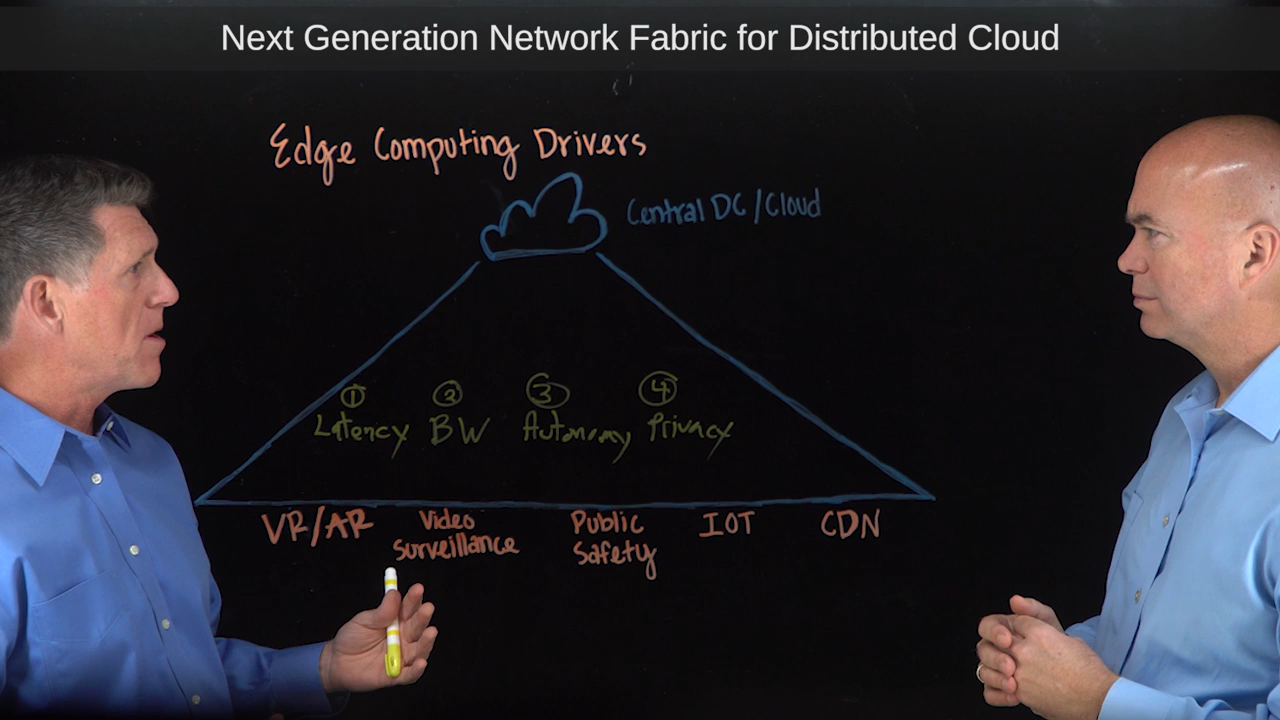 Next Generation Network Fabric for Distributed Cloud
Edge Computing Drivers
Central DC/Cloud
① ② ③ ④
Latency BW Autonomy Privacy
VR/AR Video Surveillance Public Safety IOT CDN